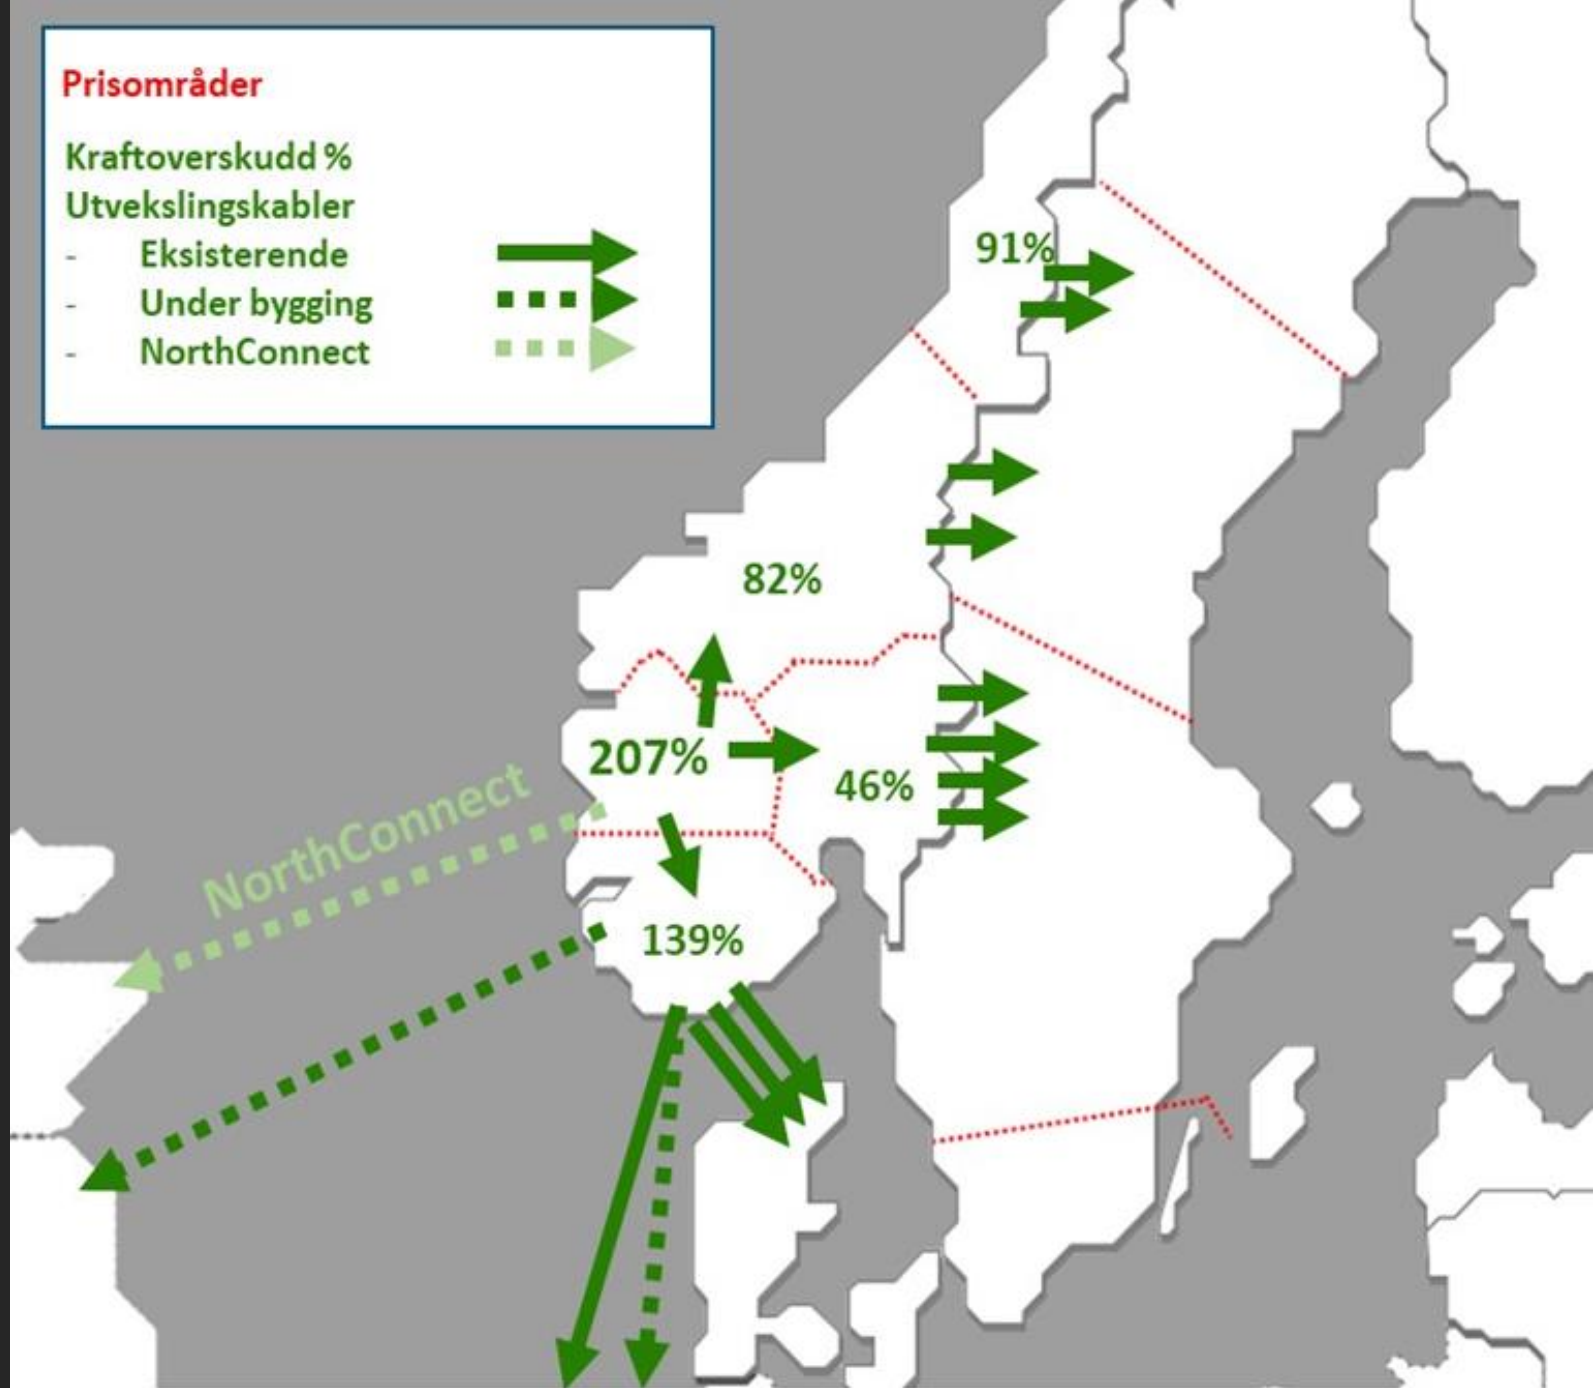 Prisområder
Kraftoverskudd %
Utvekslingskabler
- Eksisterende
- Under bygging
- NorthConnect
91%
82%
207%
46%
NorthConnect
139%